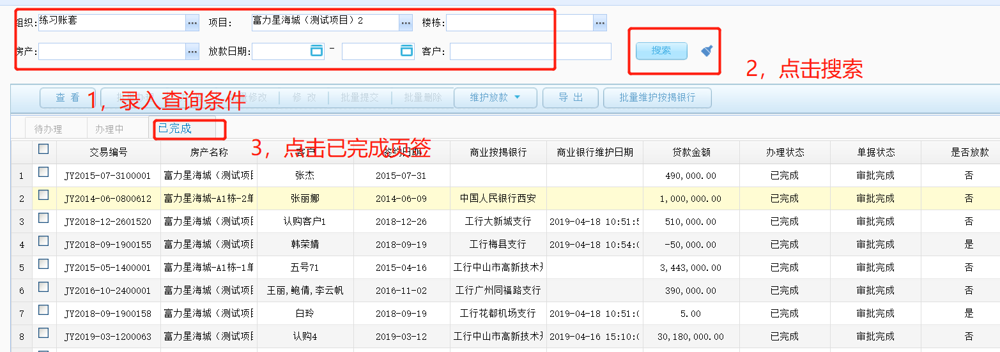 组织: 练习账套 ... 项目: 富力星海城（测试项目）2 ... 楼栋: ...
房产: ... 放款日期: - 客户:
搜索
2，点击搜索
查 看 修 改 批量提交 批量删除 维护放款 导 出 批量维护按揭银行
1，录入查询条件
待办理 办理中 已完成
3，点击已完成页签
交易编号 房产名称 客户 签约日期 商业按揭银行 商业银行维护日期 贷款金额 办理状态 单据状态 是否放款
1 JY2015-07-3100001 富力星海城（测试项目 张杰 2015-07-31 490,000.00 已完成 审批完成 否
2 JY2014-06-0800612 富力星海城-A1栋-2单 张丽娜 2014-06-09 中国人民银行西安 1,000,000.00 已完成 审批完成 否
3 JY2018-12-2601520 富力星海城（测试项目 认购客户1 2018-12-26 工行大新城支行 2019-04-18 10:51:5 510,000.00 已完成 审批完成 否
4 JY2018-09-1900155 富力星海城（测试项目 韩荣婧 2018-09-19 工行梅县支行 2019-04-18 10:54:0 -50,000.00 已完成 审批完成 是
5 JY2015-05-1400001 富力星海城-A1栋-1单 五号71 2015-04-16 工行中山市高新技术开 3,443,000.00 已完成 审批完成 否
6 JY2016-10-2400001 富力星海城（测试项目 王丽,鲍倩,李云帆 2016-11-02 工行广州同福路支行 390,000.00 已完成 审批完成 否
7 JY2018-09-1900158 富力星海城（测试项目 白玲 2018-09-19 工行花都机场支行 2019-04-18 10:51:0 5.00 已完成 审批完成 是
8 JY2019-03-1200063 富力星海城（测试项目 认购4 2019-03-12 工行中山市高新技术开 2019-04-16 15:10:0 30,180,000.00 已完成 审批完成 否